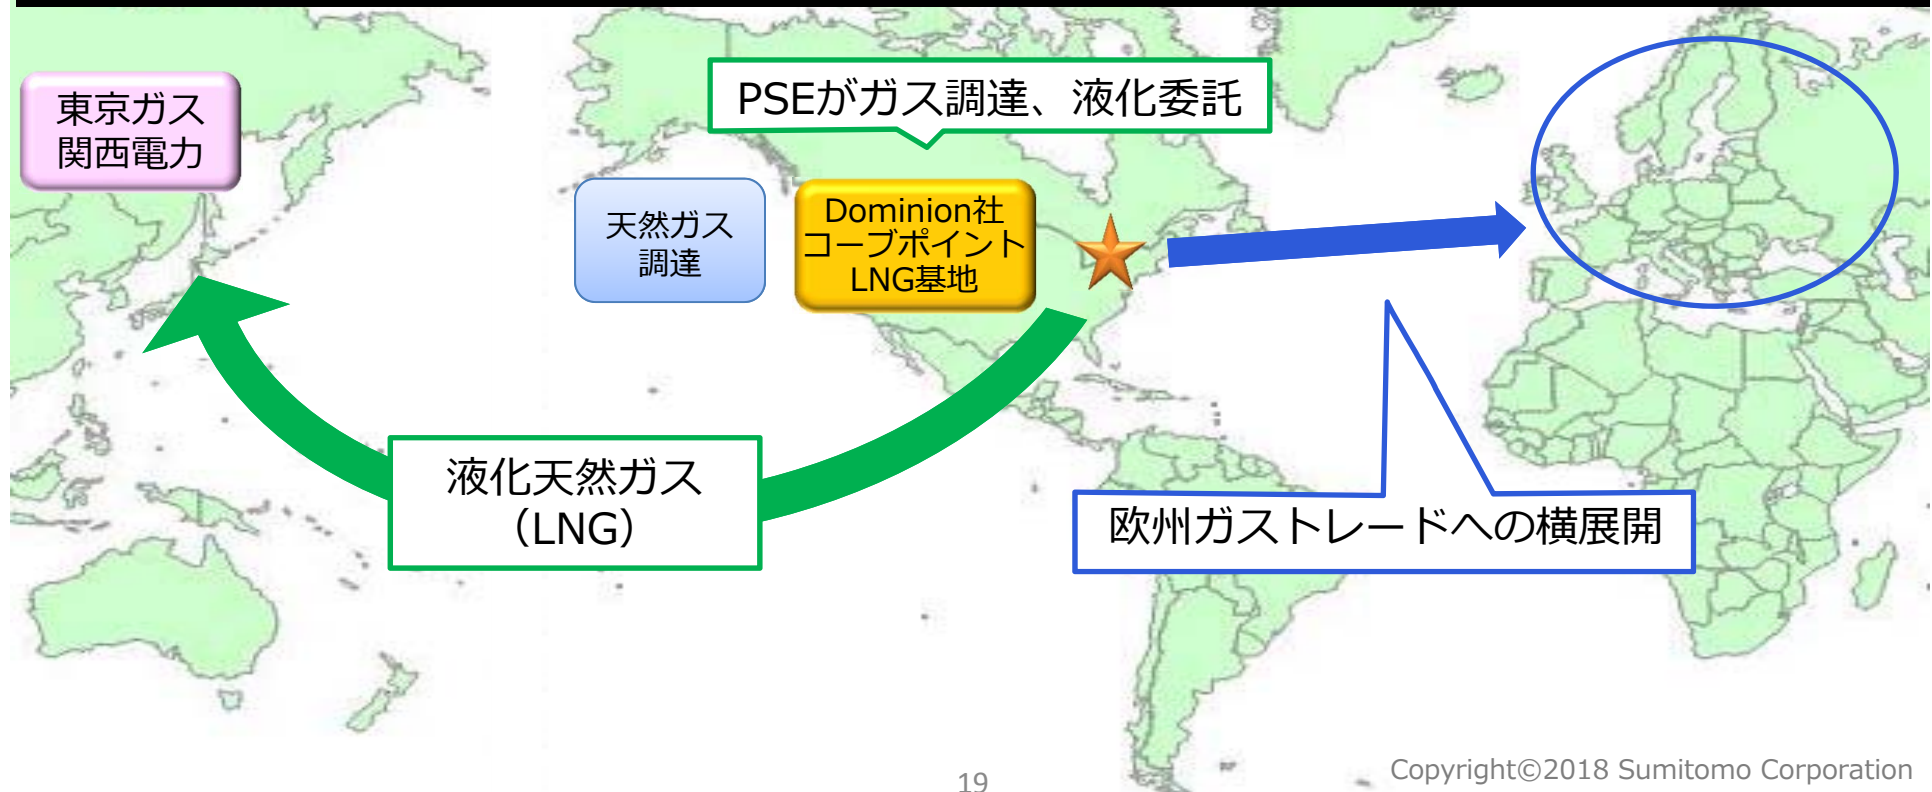 東京ガス
関西電力
PSEがガス調達、液化委託
天然ガス
調達
Dominion社
コーブポイント
LNG基地
液化天然ガス
（LNG）
欧州ガストレードへの横展開
19
Copyright©2018 Sumitomo Corporation